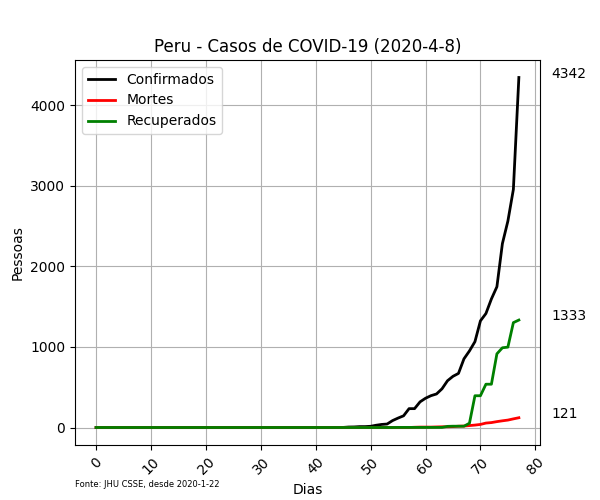 Peru - Casos de COVID-19 (2020-4-8)
Confirmados
Mortes
Recuperados
4342
1333
121
Pessoas
4000
3000
2000
1000
0
0
10
20
30
40
50
60
70
80
Fonte: JHU CSSE, desde 2020-1-22
Dias